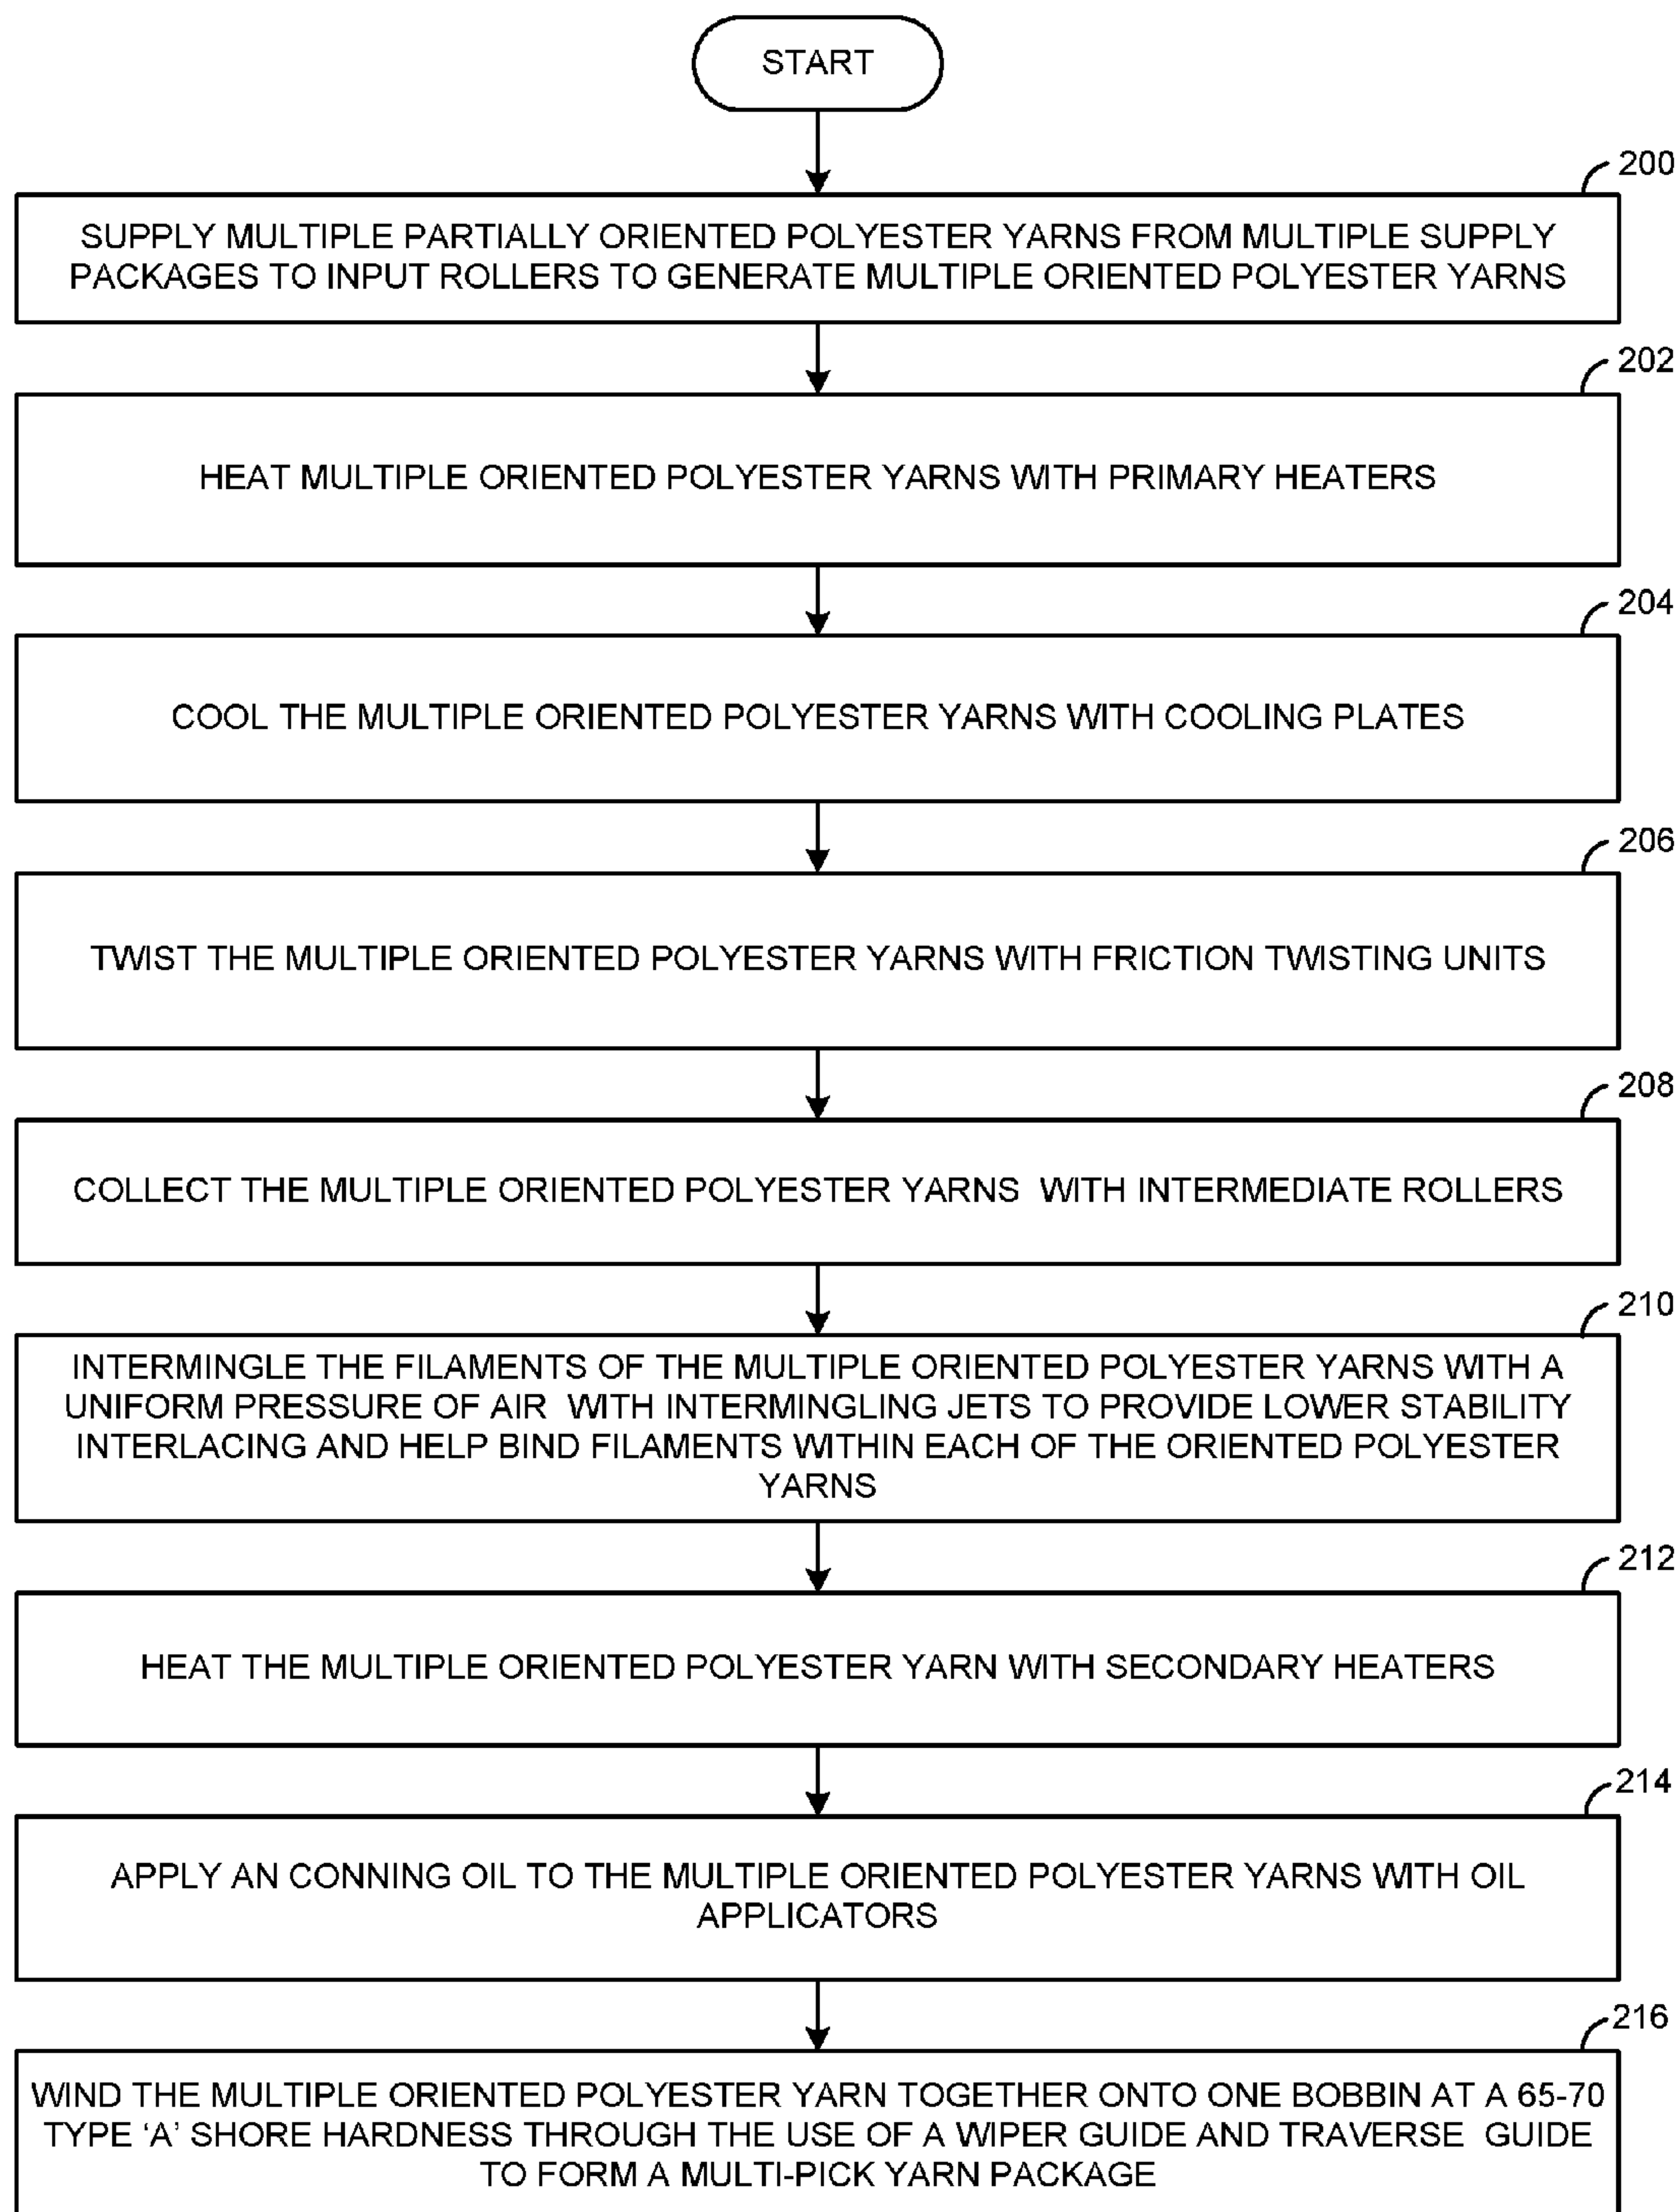 START
200
SUPPLY MULTIPLE PARTIALLY ORIENTED POLYESTER YARNS FROM MULTIPLE SUPPLY
PACKAGES TO INPUT ROLLERS TO GENERATE MULTIPLE ORIENTED POLYESTER YARNS
202
HEAT MULTIPLE ORIENTED POLYESTER YARNS WITH PRIMARY HEATERS
204
COOL THE MULTIPLE ORIENTED POLYESTER YARNS WITH COOLING PLATES
206
TWIST THE MULTIPLE ORIENTED POLYESTER YARNS WITH FRICTION TWISTING UNITS
208
COLLECT THE MULTIPLE ORIENTED POLYESTER YARNS WITH INTERMEDIATE ROLLERS
210
INTERMINGLE THE FILAMENTS OF THE MULTIPLE ORIENTED POLYESTER YARNS WITH A
UNIFORM PRESSURE OF AIR WITH INTERMINGLING JETS TO PROVIDE LOWER STABILITY
INTERLACING AND HELP BIND FILAMENTS WITHIN EACH OF THE ORIENTED POLYESTER
YARNS
212
HEAT THE MULTIPLE ORIENTED POLYESTER YARN WITH SECONDARY HEATERS
214
APPLY AN CONNING OIL TO THE MULTIPLE ORIENTED POLYESTER YARNS WITH OIL
APPLICATORS
216
WIND THE MULTIPLE ORIENTED POLYESTER YARN TOGETHER ONTO ONE BOBBIN AT A 65-70
TYPE ‘A’ SHORE HARDNESS THROUGH THE USE OF A WIPER GUIDE AND TRAVERSE GUIDE
TO FORM A MULTI-PICK YARN PACKAGE